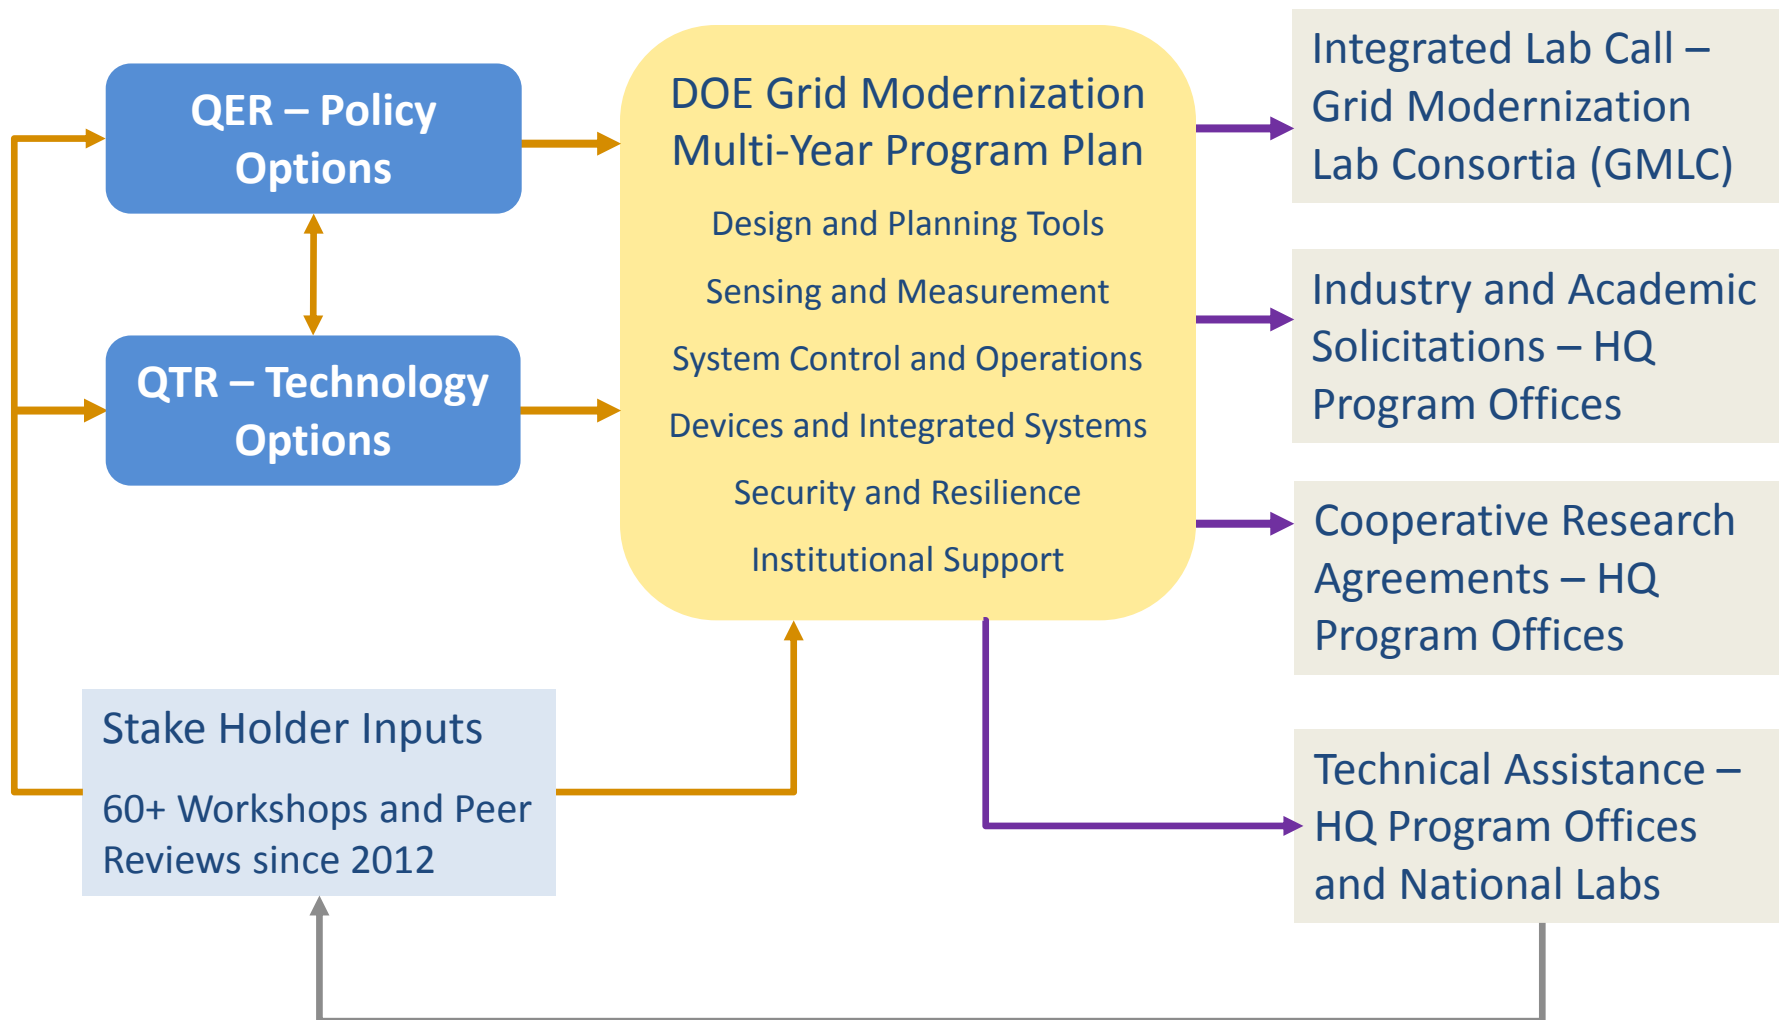 QER – Policy
Options
QTR – Technology
Options
Stake Holder Inputs
60+ Workshops and Peer
Reviews since 2012
DOE Grid Modernization
Multi-Year Program Plan
Design and Planning Tools
Sensing and Measurement
System Control and Operations
Devices and Integrated Systems
Security and Resilience
Institutional Support
Integrated Lab Call –
Grid Modernization
Lab Consortia (GMLC)
Industry and Academic
Solicitations – HQ
Program Offices
Cooperative Research
Agreements – HQ
Program Offices
Technical Assistance –
HQ Program Offices
and National Labs